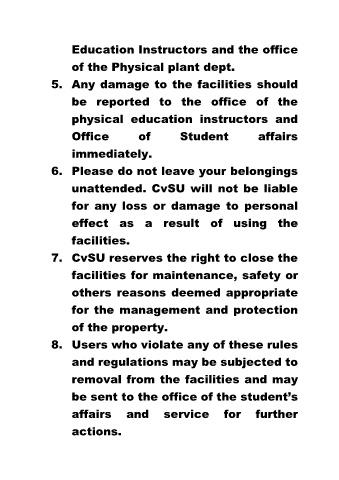 Education Instructors and the office
of the Physical plant dept.
5. Any damage to the facilities should
be reported to the office of the
physical education instructors and
Office of Student affairs
immediately.
6. Please do not leave your belongings
unattended. CvSU will not be liable
for any loss or damage to personal
effect as a result of using the
facilities.
7. CvSU reserves the right to close the
facilities for maintenance, safety or
others reasons deemed appropriate
for the management and protection
of the property.
8. Users who violate any of these rules
and regulations may be subjected to
removal from the facilities and may
be sent to the office of the student’s
affairs and service for further
actions.